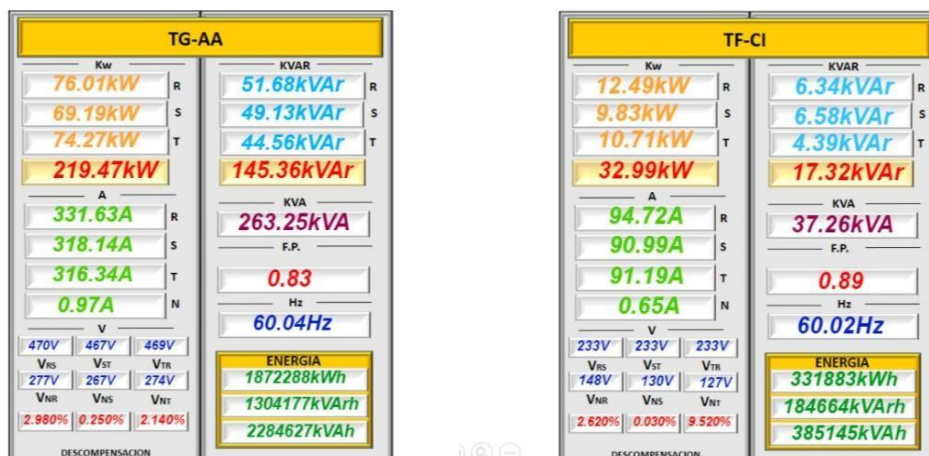 TG-AA
Kw
76.01kW R
69.19kW S
74.27kW T
219.47kW
A
331.63A R
318.14A S
316.34A T
0.97A N
V
470V 467V 469V
VRS VST VTR
277V 267V 274V
VNR VNS VNT
2.980% 0.250% 2.140%
DESCOMPENSACION
KVAR
51.68kVAr R
49.13kVAr S
44.56kVAr T
145.36kVAr
KVA
263.25kVA
F.P.
0.83
Hz
60.04Hz
ENERGIA
1872288kWh
1304177kVArh
2284627kVAh
TF-CI
Kw
12.49kW R
9.83kW S
10.71kW T
32.99kW
A
94.72A R
90.99A S
91.19A T
0.65A N
V
233V 233V 233V
VRS VST VTR
148V 130V 127V
VNR VNS VNT
2.620% 0.030% 9.520%
DESCOMPENSACION
KVAR
6.34kVAr R
6.58kVAr S
4.39kVAr T
17.32kVAr
KVA
37.26kVA
F.P.
0.89
Hz
60.02Hz
ENERGIA
331883kWh
184664kVArh
385145kVAh